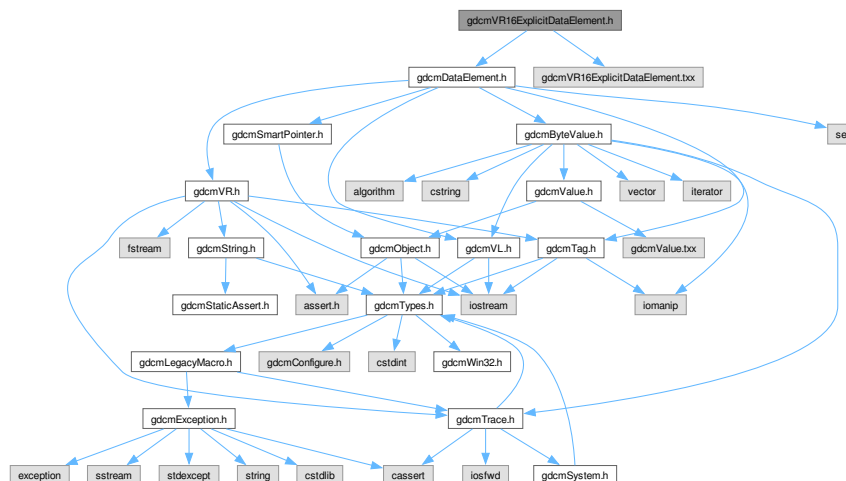 gdcmVR16ExplicitDataElement.h
gdcmDataElement.h
gdcmVR16ExplicitDataElement.txx
gdcmSmartPointer.h
gdcmByteValue.h
se
algorithm
cstring
gdcmValue.h
vector
iterator
gdcmVR.h
fstream
gdcmString.h
gdcmObject.h
gdcmVL.h
gdcmTag.h
gdcmValue.txx
gdcmStaticAssert.h
assert.h
gdcmTypes.h
iostream
iomanip
gdcmLegacyMacro.h
gdcmConfigure.h
cstdint
gdcmWin32.h
gdcmException.h
gdcmTrace.h
exception
sstream
stdexcept
string
cstdlib
cassert
iosfwd
gdcmSystem.h